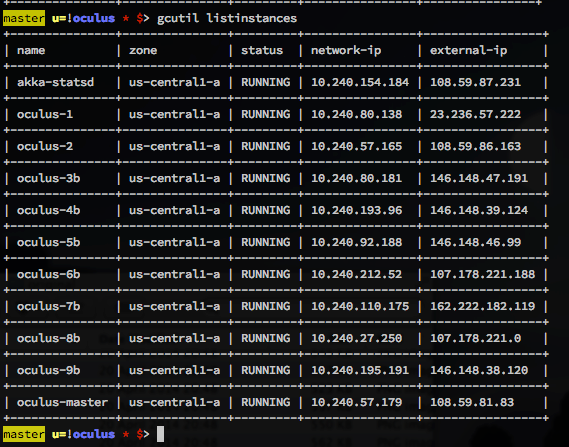 master u=!oculus * $> gcutil listinstances
+---------------+---------------+---------+----------------+-----------------+
| name | zone | status | network-ip | external-ip |
+---------------+---------------+---------+----------------+-----------------+
| akka-statsd | us-central1-a | RUNNING | 10.240.154.184 | 108.59.87.231 |
+---------------+---------------+---------+----------------+-----------------+
| oculus-1 | us-central1-a | RUNNING | 10.240.80.138 | 23.236.57.222 |
+---------------+---------------+---------+----------------+-----------------+
| oculus-2 | us-central1-a | RUNNING | 10.240.57.165 | 108.59.86.163 |
+---------------+---------------+---------+----------------+-----------------+
| oculus-3b | us-central1-a | RUNNING | 10.240.80.181 | 146.148.47.191 |
+---------------+---------------+---------+----------------+-----------------+
| oculus-4b | us-central1-a | RUNNING | 10.240.193.96 | 146.148.39.124 |
+---------------+---------------+---------+----------------+-----------------+
| oculus-5b | us-central1-a | RUNNING | 10.240.92.188 | 146.148.46.99 |
+---------------+---------------+---------+----------------+-----------------+
| oculus-6b | us-central1-a | RUNNING | 10.240.212.52 | 107.178.221.188 |
+---------------+---------------+---------+----------------+-----------------+
| oculus-7b | us-central1-a | RUNNING | 10.240.110.175 | 162.222.182.119 |
+---------------+---------------+---------+----------------+-----------------+
| oculus-8b | us-central1-a | RUNNING | 10.240.27.250 | 107.178.221.0 |
+---------------+---------------+---------+----------------+-----------------+
| oculus-9b | us-central1-a | RUNNING | 10.240.195.191 | 146.148.38.120 |
+---------------+---------------+---------+----------------+-----------------+
| oculus-master | us-central1-a | RUNNING | 10.240.57.179 | 108.59.81.83 |
+---------------+---------------+---------+----------------+-----------------+
master u=!oculus * $>